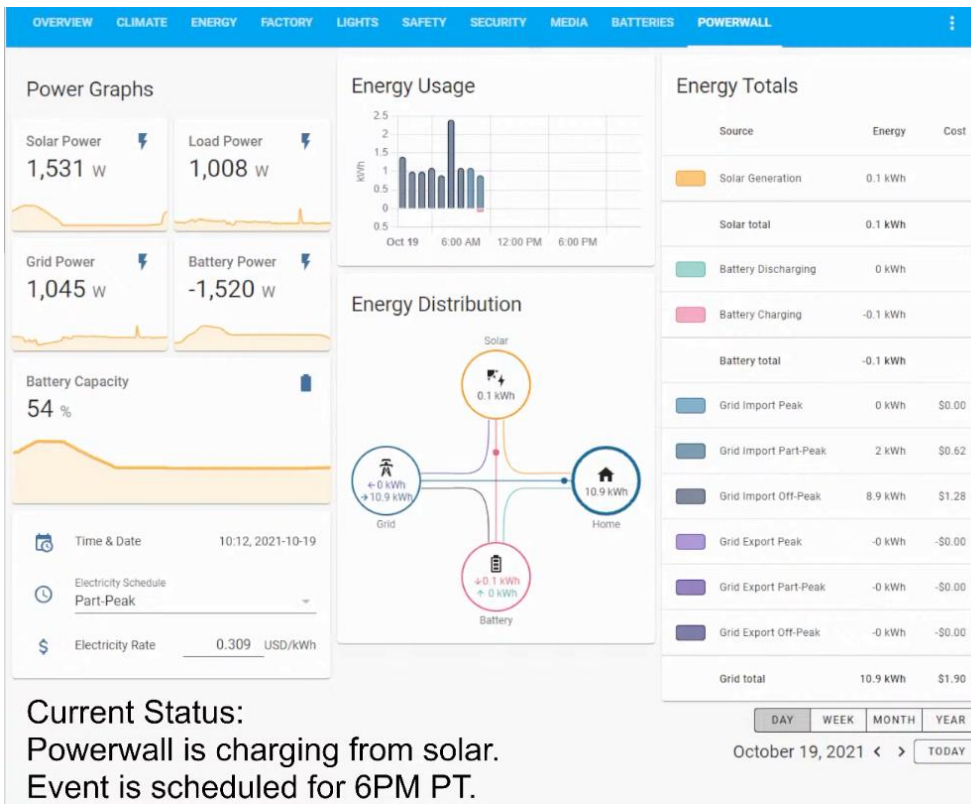 OVERVIEW CLIMATE ENERGY FACTORY LIGHTS SAFETY SECURITY MEDIA BATTERIES POWERWALL
Power Graphs
Solar Power
1,531 W
Load Power
1,008 W
Grid Power
1,045 W
Battery Power
-1,520 W
Battery Capacity
54 %
Time & Date 10:12, 2021-10-19
Electricity Schedule
Part-Peak
$ Electricity Rate 0.309 USD/kWh
Energy Usage
kWh
2.5
2
1.5
1
0.5
0
0.5
Oct 19 6:00 AM 12:00 PM 6:00 PM
Energy Distribution
Solar
0.1 kWh
←0 kWh
→10.9 kWh
Grid
10.9 kWh
Home
↓0.1 kWh
↑ 0 kWh
Battery
Energy Totals
Source Energy Cost
Solar Generation 0.1 kWh
Solar total 0.1 kWh
Battery Discharging 0 kWh
Battery Charging -0.1 kWh
Battery total -0.1 kWh
Grid Import Peak 0 kWh $0.00
Grid Import Part-Peak 2 kWh $0.62
Grid Import Off-Peak 8.9 kWh $1.28
Grid Export Peak -0 kWh -$0.00
Grid Export Part-Peak -0 kWh -$0.00
Grid Export Off-Peak -0 kWh -$0.00
Grid total 10.9 kWh $1.90
DAY WEEK MONTH YEAR
October 19, 2021 < > TODAY
Current Status:
Powerwall is charging from solar.
Event is scheduled for 6PM PT.